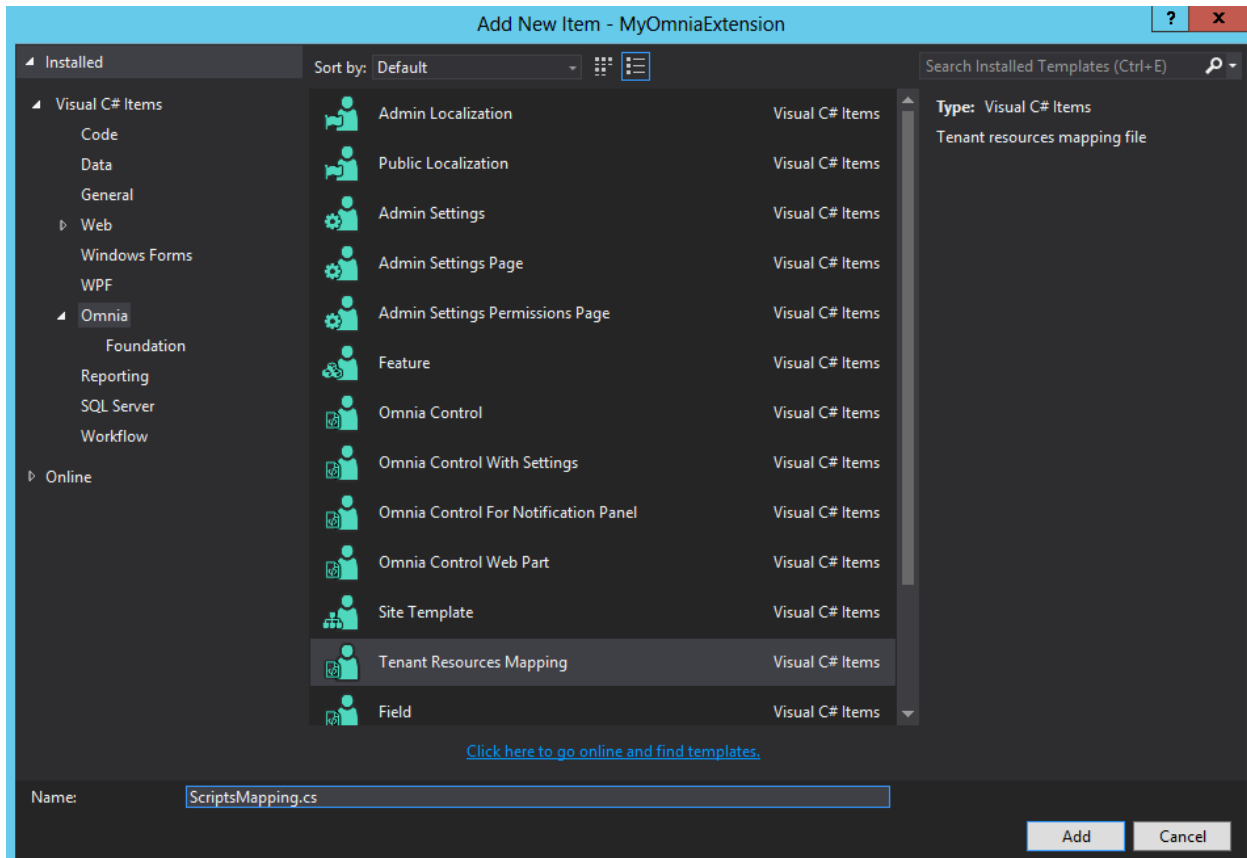 Add New Item - MyOmniaExtension
? x
Installed
Sort by: Default
Search Installed Templates (Ctrl+E)
Visual C# Items
Code
Data
General
Web
Windows Forms
WPF
Omnia
Foundation
Reporting
SQL Server
Workflow
Online
Admin Localization Visual C# Items
Public Localization Visual C# Items
Admin Settings Visual C# Items
Admin Settings Page Visual C# Items
Admin Settings Permissions Page Visual C# Items
Feature Visual C# Items
Omnia Control Visual C# Items
Omnia Control With Settings Visual C# Items
Omnia Control For Notification Panel Visual C# Items
Omnia Control Web Part Visual C# Items
Site Template Visual C# Items
Tenant Resources Mapping Visual C# Items
Field Visual C# Items
Type: Visual C# Items
Tenant resources mapping file
Click here to go online and find templates.
Name: ScriptsMapping.cs
Add Cancel